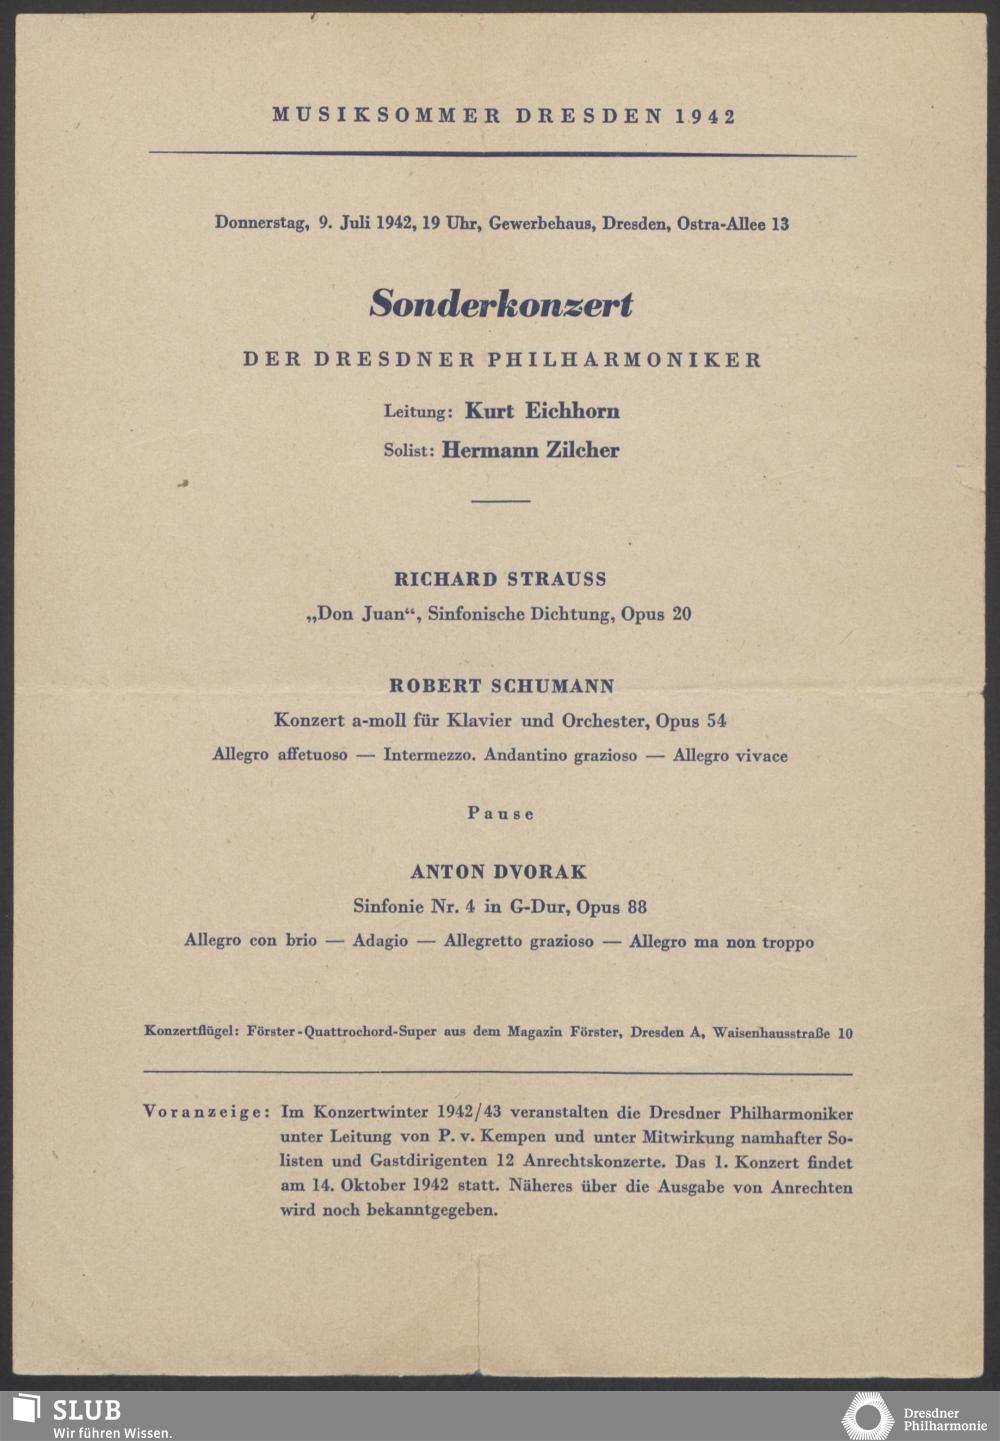 MUSIKSOMMER DRESDEN 1942
Donnerstag, 9. Juli 1942, 19 Uhr, Gewerbehaus, Dresden, Ostra-Allee 13
Sonderkonzert
DER DRESDNER PHILHARMONIKER
Leitung: Kurt Eichhorn
Solist: Hermann Zilcher
RICHARD STRAUSS
„Don Juan“, Sinfonische Dichtung, Opus 20
ROBERT SCHUMANN
Konzert a-moll für Klavier und Orchester, Opus 54
Allegro affetuoso — Intermezzo. Andantino grazioso — Allegro vivace
Pause
ANTON DVORAK
Sinfonie Nr. 4 in G-Dur, Opus 88
Allegro con brio — Adagio — Allegretto grazioso — Allegro ma non troppo
Konzertflügel: Förster-Quattrochord-Super aus dem Magazin Förster, Dresden A, Waisenhausstraße 10
Voranzeige: Im Konzertwinter 1942/43 veranstalten die Dresdner Philharmoniker
unter Leitung von P. v. Kempen und unter Mitwirkung namhafter So-
listen und Gastdirigenten 12 Anrechtskonzerte. Das 1. Konzert findet
am 14. Oktober 1942 statt. Näheres über die Ausgabe von Anrechten
wird noch bekanntgegeben.
SLUB
Wir führen Wissen.
Dresdner
Philharmonie